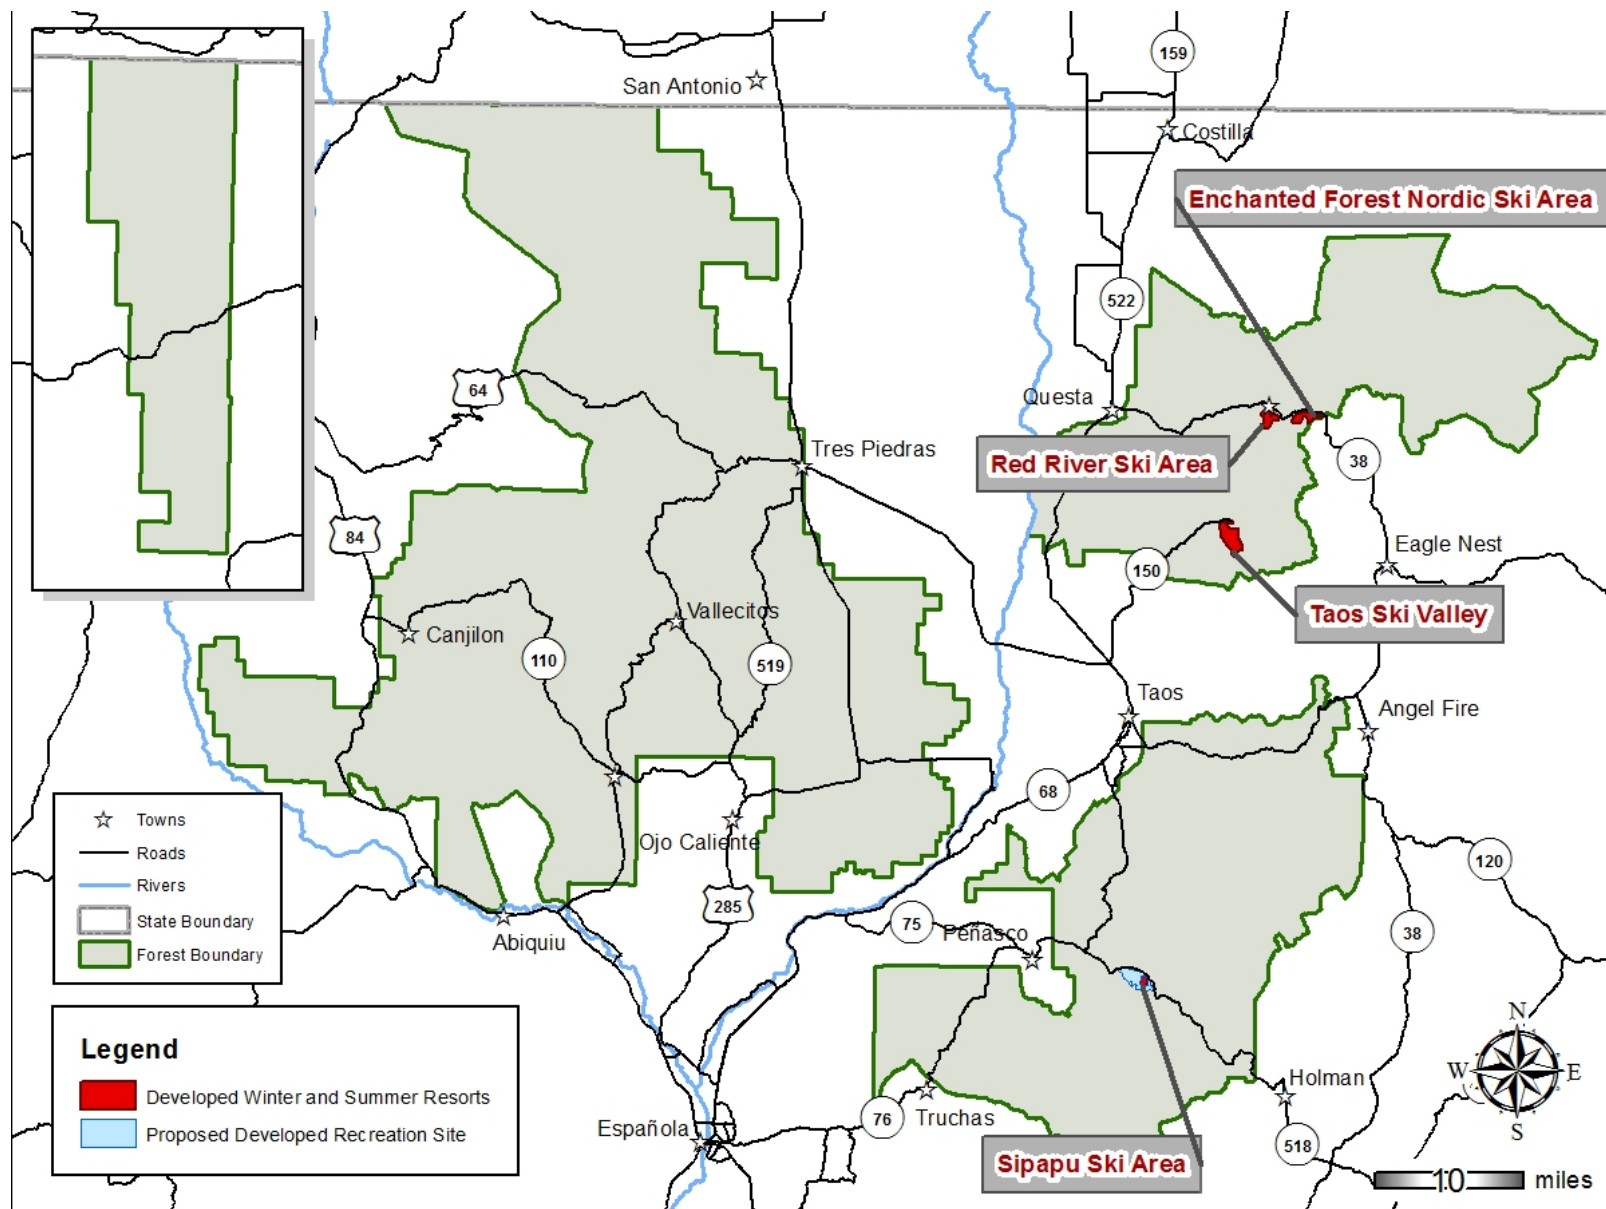 159
San Antonio
Costilla
Enchanted Forest Nordic Ski Area
522
64
Questa
Tres Piedras
Red River Ski Area
38
84
Eagle Nest
150
Vallecitos
Taos Ski Valley
Canjilon
110
519
Taos
Angel Fire
68
Towns
Ojo Caliente
Roads
120
Rivers
285
State Boundary
75
Peñasco
38
Abiquiu
Forest Boundary
N
Legend
W
E
Holman
Developed Winter and Summer Resorts
76
Truchas
Española
S
Proposed Developed Recreation Site
518
Sipapu Ski Area
10 miles